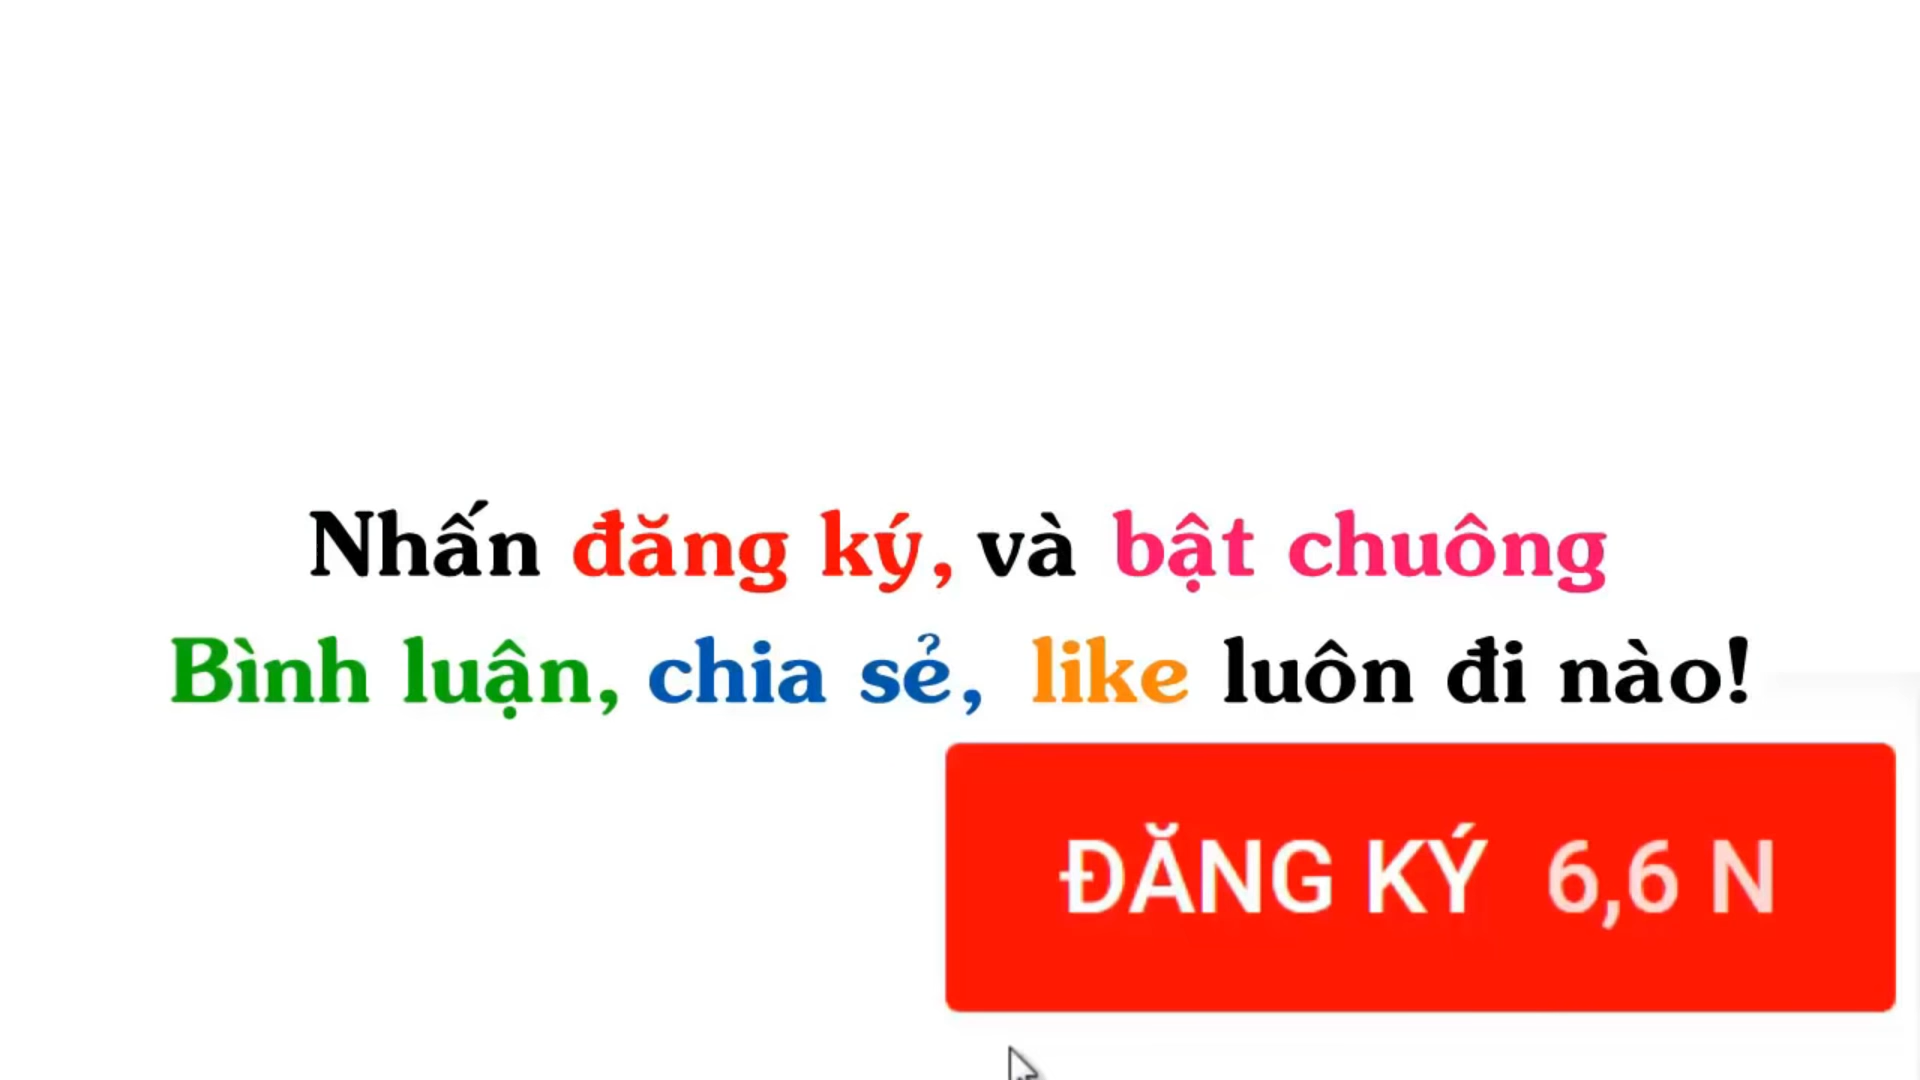 Nhấn đăng ký, và bật chuông
Bình luận, chia sẻ, like luôn đi nào!
ĐĂNG KÝ 6,6 N